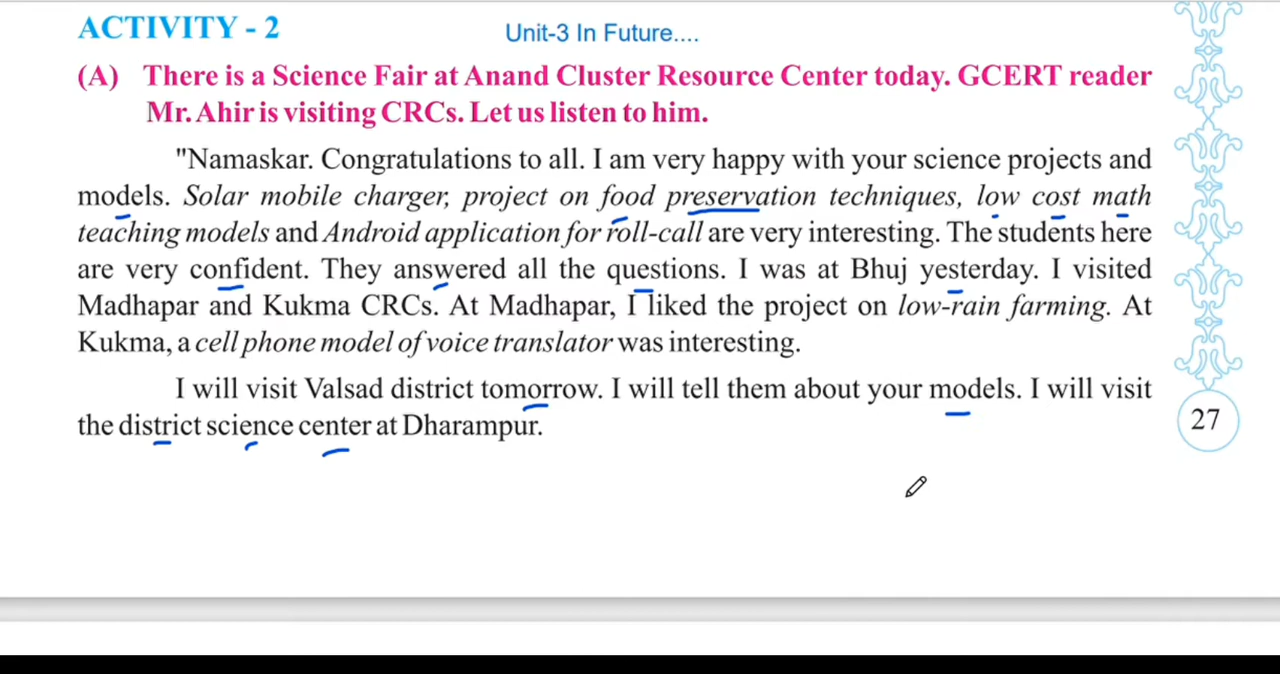 ACTIVITY - 2
Unit-3 In Future....
(A) There is a Science Fair at Anand Cluster Resource Center today. GCERT reader
Mr. Ahir is visiting CRCs. Let us listen to him.
"Namaskar. Congratulations to all. I am very happy with your science projects and
models. Solar mobile charger, project on food preservation techniques, low cost math
teaching models and Android application for roll-call are very interesting. The students here
are very confident. They answered all the questions. I was at Bhuj yesterday. I visited
Madhapar and Kukma CRCs. At Madhapar, I liked the project on low-rain farming. At
Kukma, a cell phone model of voice translator was interesting.
I will visit Valsad district tomorrow. I will tell them about your models. I will visit
the district science center at Dharampur.
27